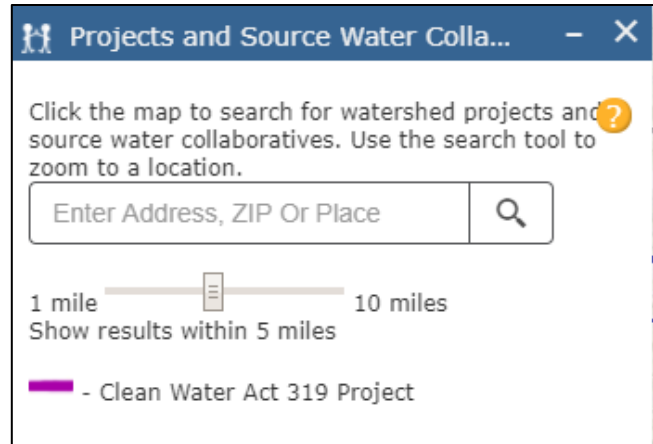 Projects and Source Water Colla...
Click the map to search for watershed projects and
?
source water collaboratives. Use the search tool to
zoom to a location.
Enter Address, ZIP Or Place
1 mile 10 miles
Show results within 5 miles
- Clean Water Act 319 Project